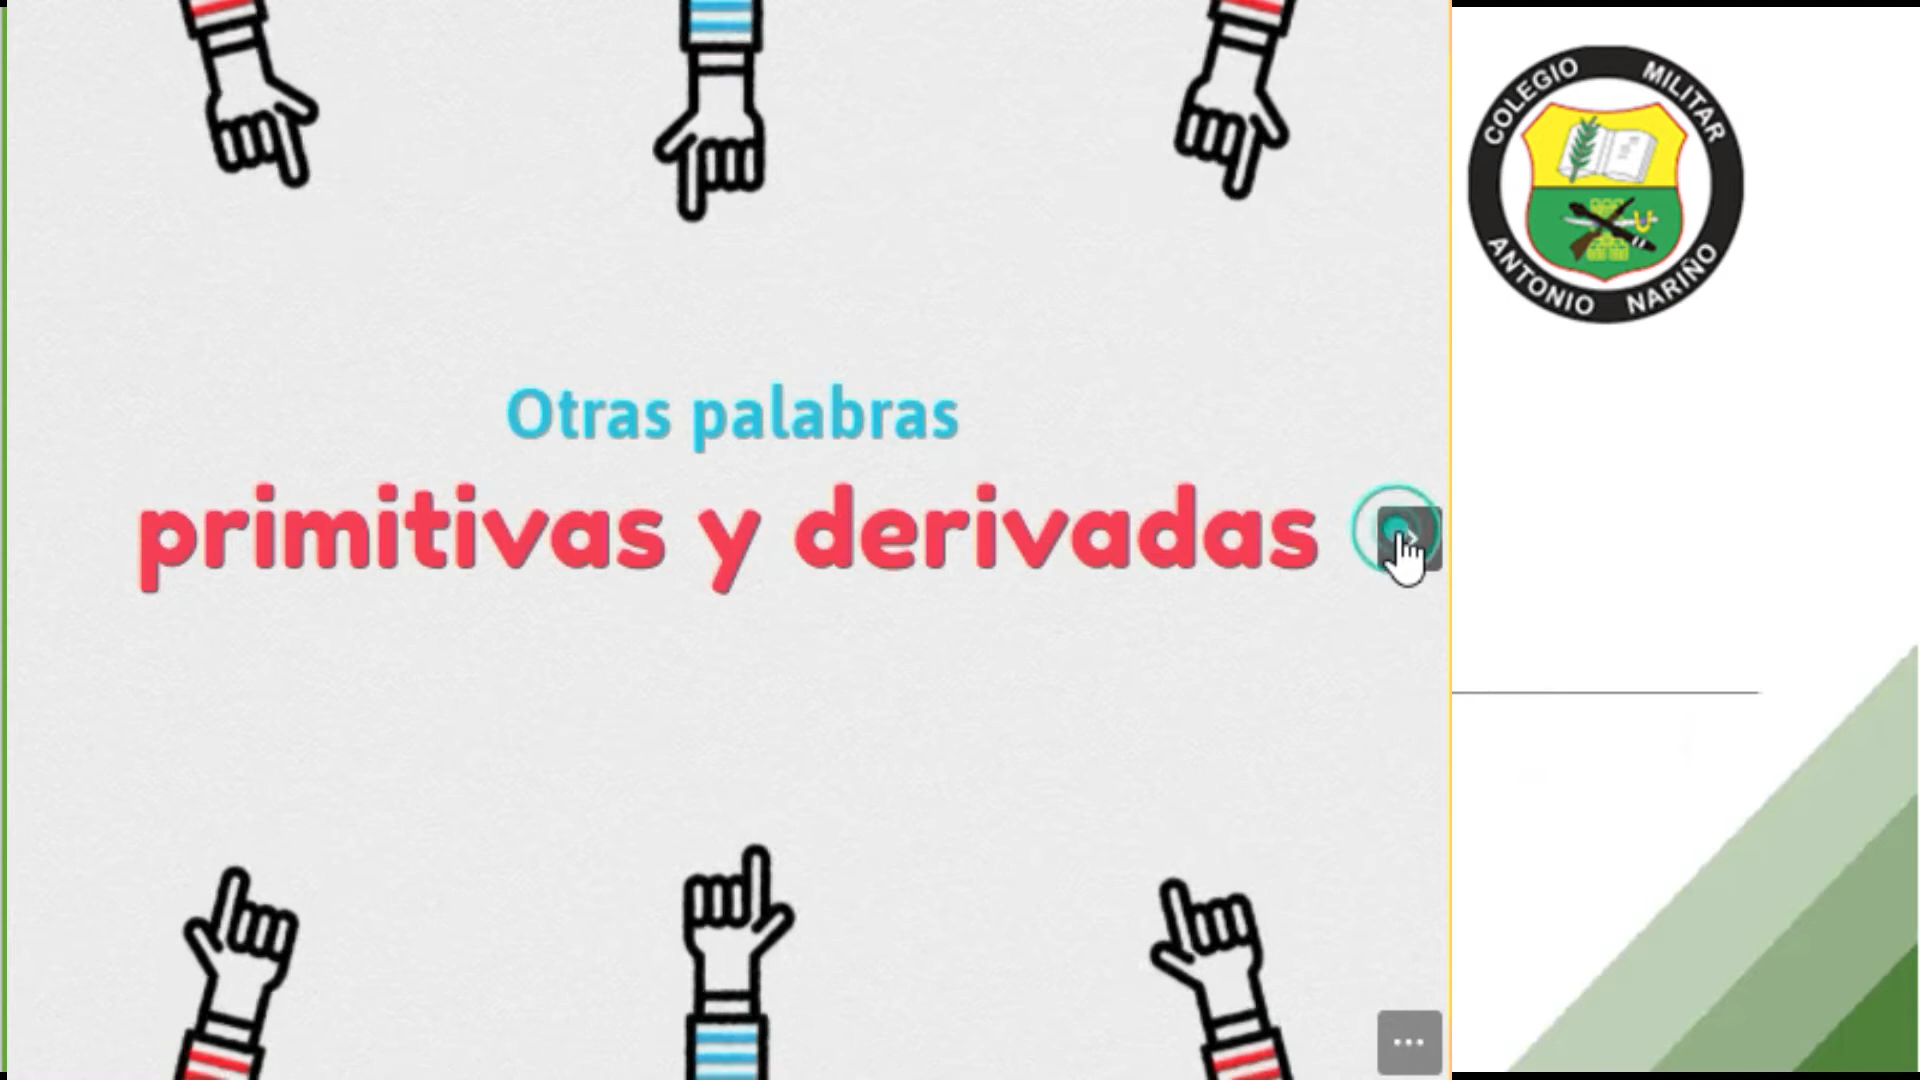 Otras palabras
primitivas y derivadas
COLEGIO MILITAR
ANTONIO NARIÑO